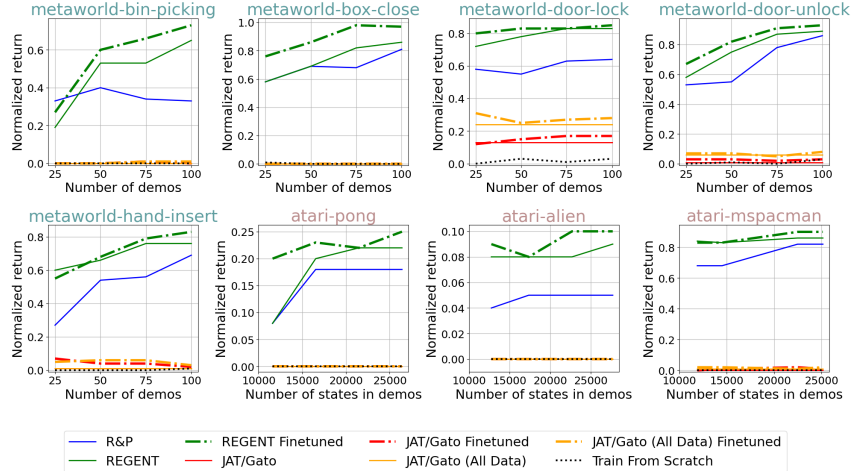 metaworld-bin-picking
metaworld-box-close
metaworld-door-lock
metaworld-door-unlock
Normalized return
0.6
0.4
0.2
0.0
25
50
75
100
Number of demos
Normalized return
1.0
0.8
0.6
0.4
0.2
0.0
25
50
75
100
Number of demos
Normalized return
0.8
0.6
0.4
0.2
0.0
25
50
75
100
Number of demos
Normalized return
0.8
0.6
0.4
0.2
0.0
25
50
75
100
Number of demos
metaworld-hand-insert
atari-pong
atari-alien
atari-mspacman
Normalized return
0.8
0.6
0.4
0.2
0.0
25
50
75
100
Number of demos
Normalized return
0.25
0.20
0.15
0.10
0.05
0.00
10000
15000
20000
25000
Number of states in demos
Normalized return
0.10
0.08
0.06
0.04
0.02
0.00
10000
15000
20000
25000
Number of states in demos
Normalized return
0.8
0.6
0.4
0.2
0.0
10000
15000
20000
25000
Number of states in demos
R&P
REGENT Finetuned
JAT/Gato Finetuned
JAT/Gato (All Data) Finetuned
REGENT
JAT/Gato
JAT/Gato (All Data)
Train From Scratch